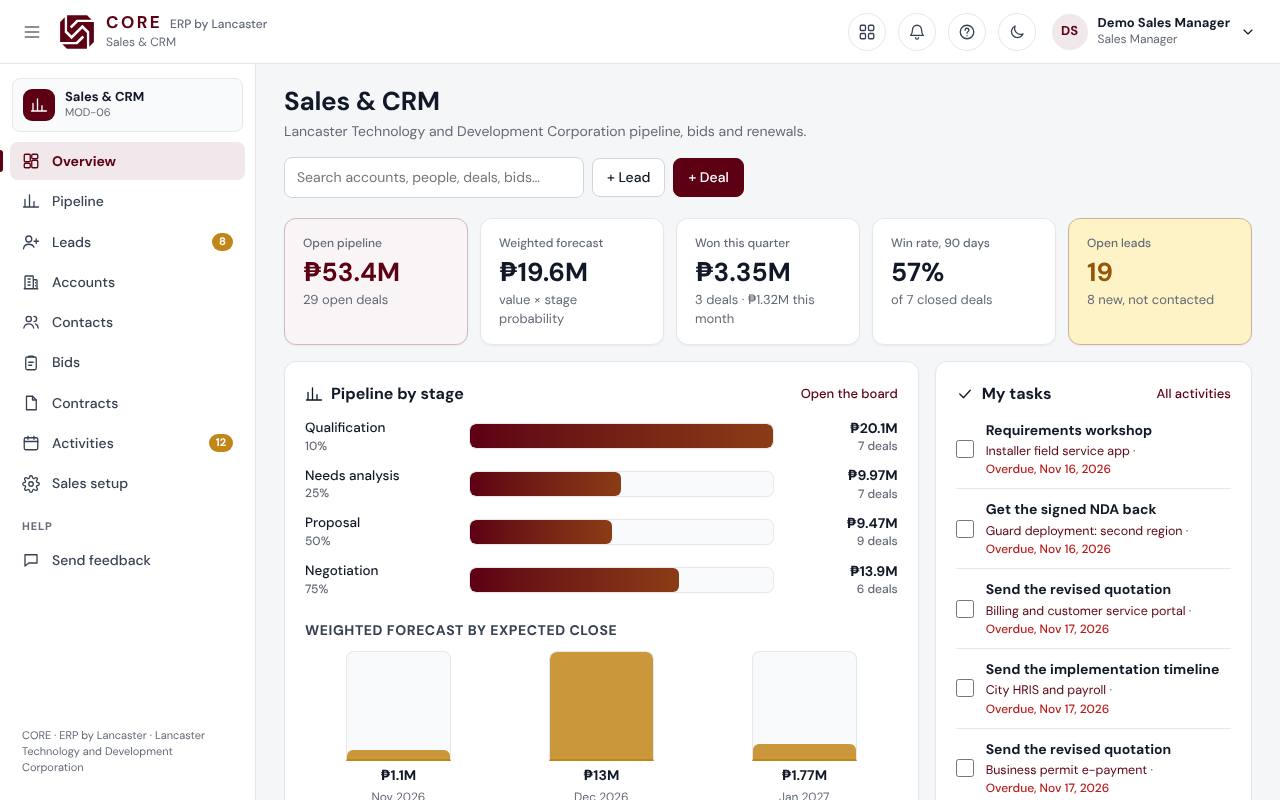 CORE ERP by Lancaster
Sales & CRM
DS
Demo Sales Manager
Sales Manager
Sales & CRM
MOD-06
Overview
Pipeline
Leads 8
Accounts
Contacts
Bids
Contracts
Activities 12
Sales setup
HELP
Send feedback
CORE · ERP by Lancaster · Lancaster
Technology and Development
Corporation
Sales & CRM
Lancaster Technology and Development Corporation pipeline, bids and renewals.
Search accounts, people, deals, bids...
+ Lead
+ Deal
Open pipeline
₱53.4M
29 open deals
Weighted forecast
₱19.6M
value × stage
probability
Won this quarter
₱3.35M
3 deals · ₱1.32M this
month
Win rate, 90 days
57%
of 7 closed deals
Open leads
19
8 new, not contacted
Pipeline by stage
Open the board
Qualification
10%
₱20.1M
7 deals
Needs analysis
25%
₱9.97M
7 deals
Proposal
50%
₱9.47M
9 deals
Negotiation
75%
₱13.9M
6 deals
WEIGHTED FORECAST BY EXPECTED CLOSE
₱1.1M
Nov 2026
₱13M
Dec 2026
₱1.77M
Jan 2027
My tasks
All activities
Requirements workshop
Installer field service app ·
Overdue, Nov 16, 2026
Get the signed NDA back
Guard deployment: second region ·
Overdue, Nov 16, 2026
Send the revised quotation
Billing and customer service portal ·
Overdue, Nov 17, 2026
Send the implementation timeline
City HRIS and payroll ·
Overdue, Nov 17, 2026
Send the revised quotation
Business permit e-payment ·
Overdue, Nov 17, 2026